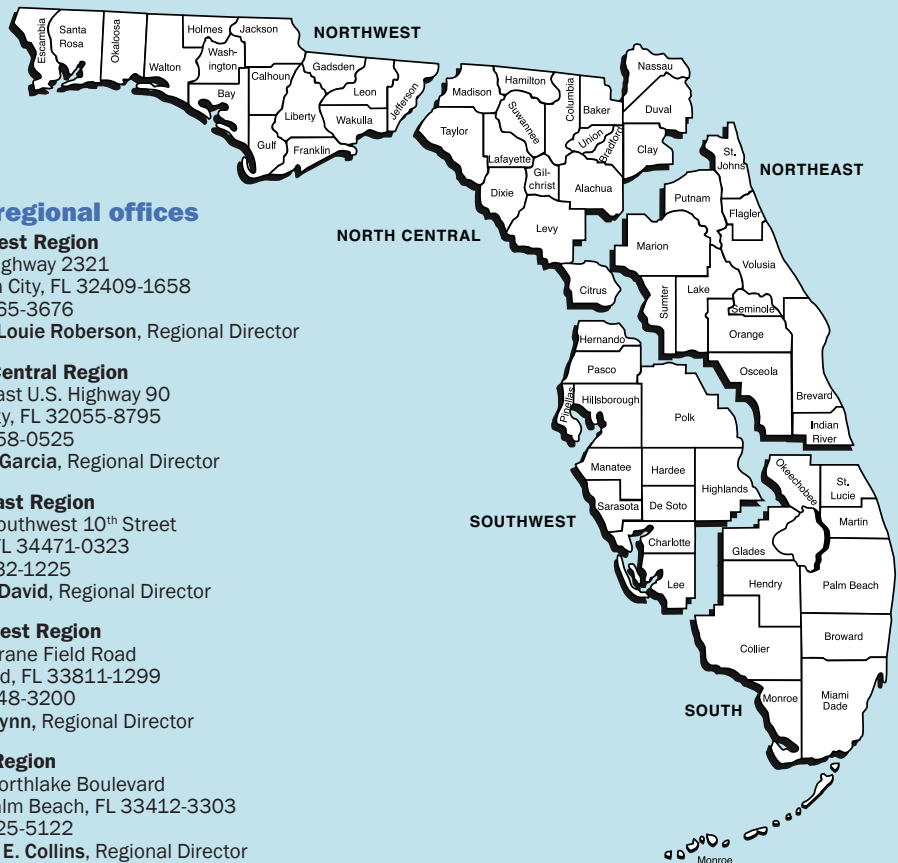 regional offices
est Region
ighway 2321
City, FL 32409-1658
65-3676
Louie Roberson, Regional Director
entral Region
ast U.S. Highway 90
ty, FL 32055-8795
58-0525
Garcia, Regional Director
ast Region
outhwest 10th Street
FL 34471-0323
32-1225
David, Regional Director
est Region
rane Field Road
d, FL 33811-1299
48-3200
ynn, Regional Director
Region
orthlake Boulevard
alm Beach, FL 33412-3303
25-5122
E. Collins, Regional Director
NORTHWEST
Escambia
Santa
Rosa
Okaloosa
Walton
Holmes
Jackson
Wash-
ington
Bay
Calhoun
Gulf
Gadsden
Liberty
Franklin
Leon
Wakulla
Jefferson
NORTH CENTRAL
Madison
Taylor
Hamilton
Suwannee
Lafayette
Dixie
Columbia
Gil-
christ
Levy
Baker
Union
Bradford
Alachua
Citrus
NORTHEAST
Nassau
Duval
Clay
St.
Johns
Putnam
Flagler
Marion
Volusia
Sumter
Lake
Seminole
Orange
Osceola
Brevard
Indian
River
SOUTHWEST
Hernando
Pasco
Pinellas
Hillsborough
Polk
Manatee
Hardee
Highlands
Sarasota
De Soto
Charlotte
Lee
SOUTH
Okeechobee
St.
Lucie
Martin
Glades
Hendry
Palm Beach
Broward
Collier
Monroe
Miami
Dade
Monroe